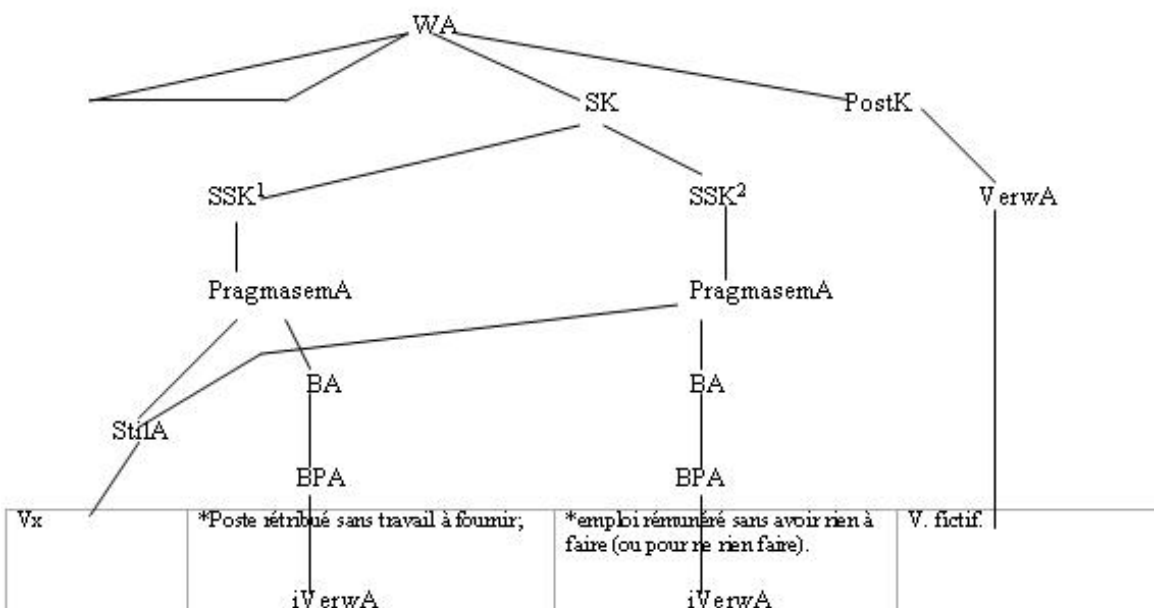 WA
SK
PostK
SSK¹
SSK²
VerwA
PragmasemA
PragmasemA
BA
BA
StilA
BPA
BPA
Vx
*Poste rétribué sans travail à fournir;
*emploi rémunéré sans avoir rien à
faire (ou pour ne rien faire).
V. fictif.
iVerwA
iVerwA